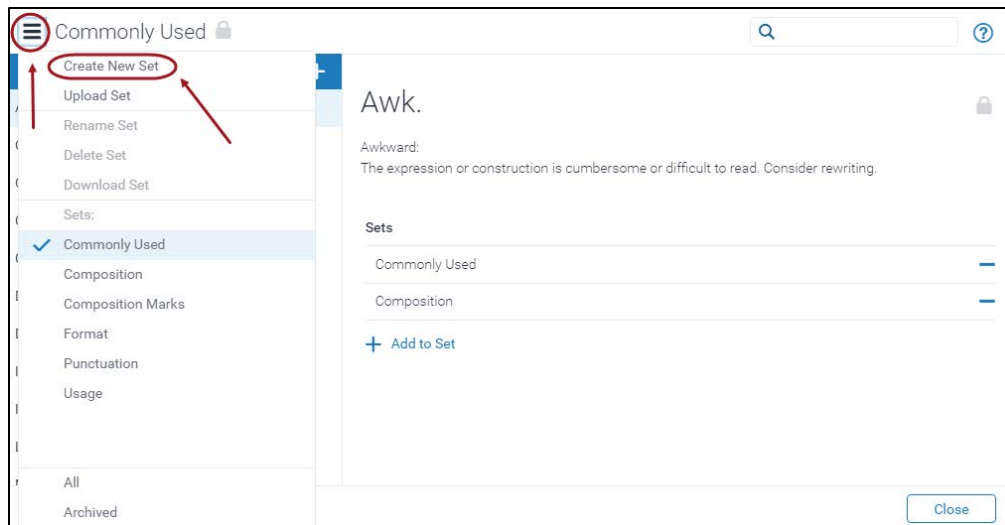 Commonly Used
Create New Set
Upload Set
Rename Set
Delete Set
Download Set
Sets:
Commonly Used
Composition
Composition Marks
Format
Punctuation
Usage
All
Archived
Awk.
Awkward:
The expression or construction is cumbersome or difficult to read. Consider rewriting.
Sets
Commonly Used
Composition
+ Add to Set
Close